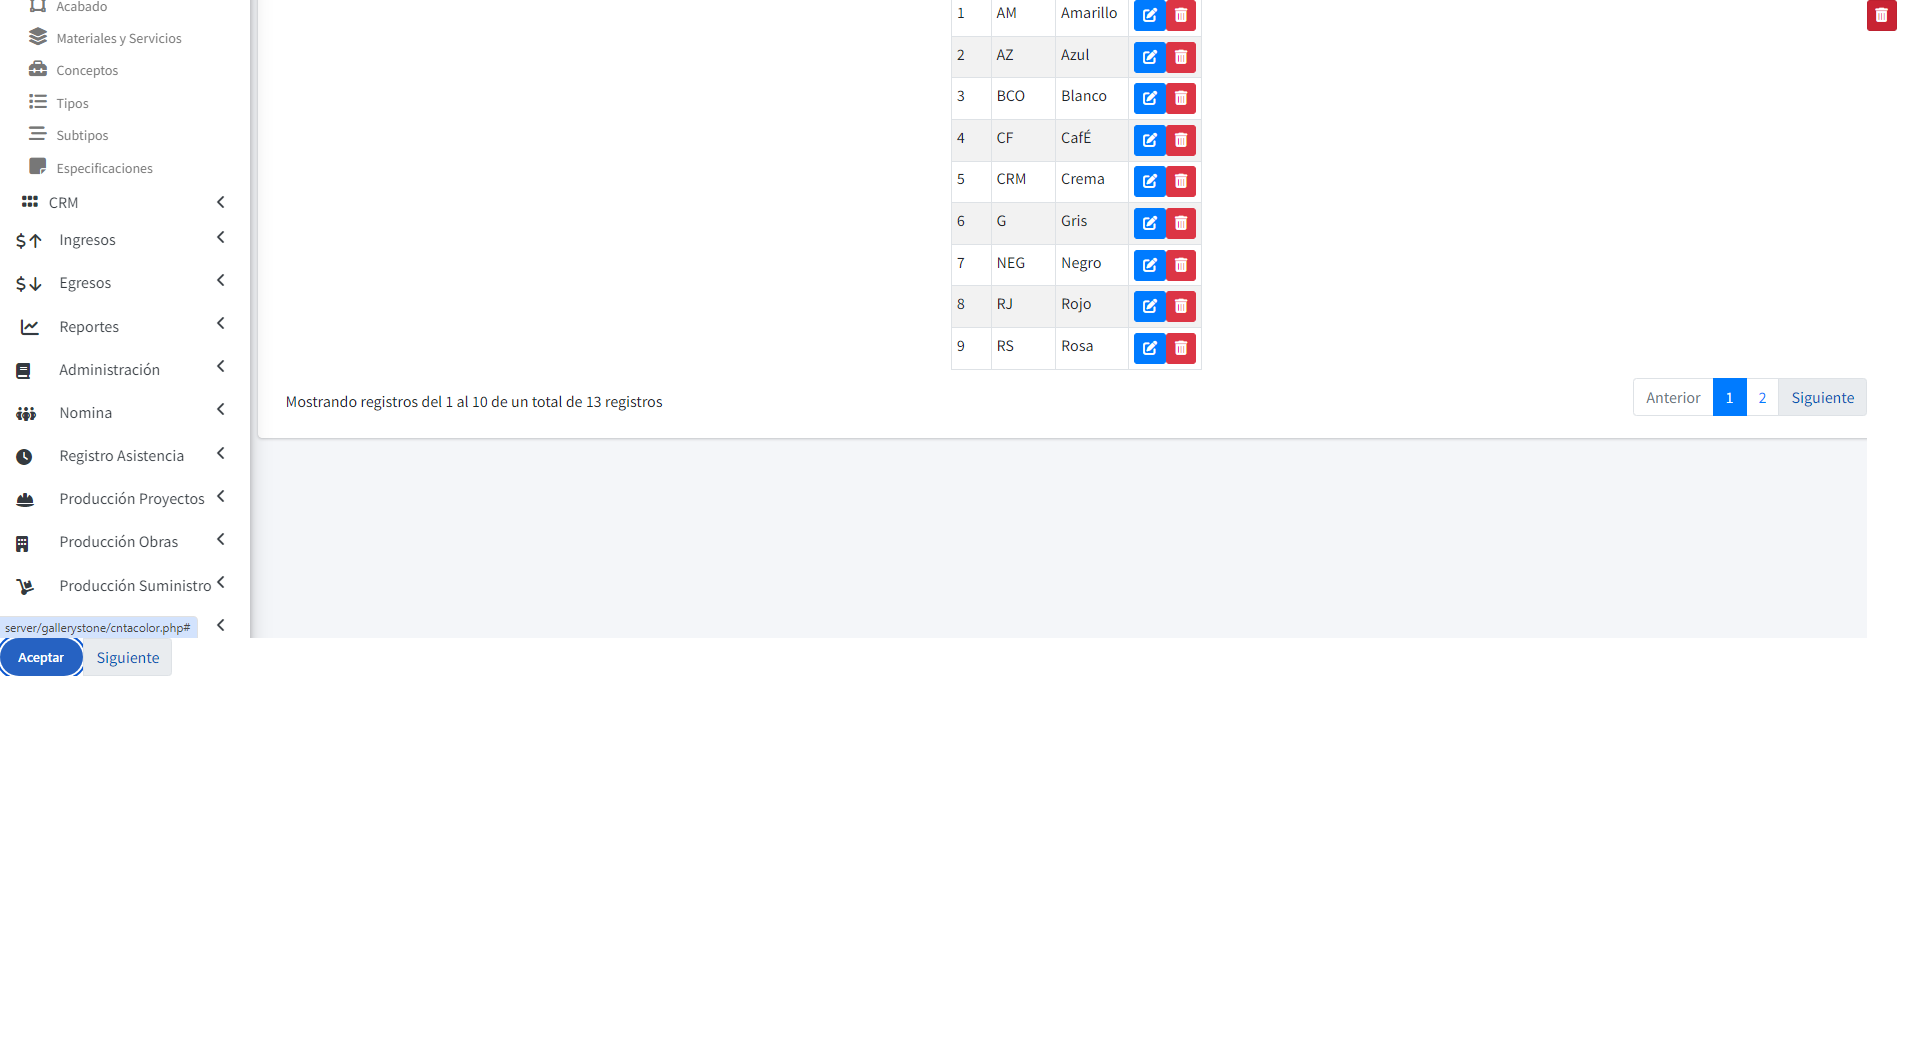 Acabado
Materiales y Servicios
Conceptos
Tipos
Subtipos
Especificaciones
CRM
Ingresos
Egresos
Reportes
Administración
Nomina
Registro Asistencia
Producción Proyectos
Producción Obras
Producción Suministro
server/gallerystone/cntacolor.php#
Aceptar Siguiente
1 AM Amarillo
2 AZ Azul
3 BCO Blanco
4 CF CafÉ
5 CRM Crema
6 G Gris
7 NEG Negro
8 RJ Rojo
9 RS Rosa
Mostrando registros del 1 al 10 de un total de 13 registros
Anterior 1 2 Siguiente